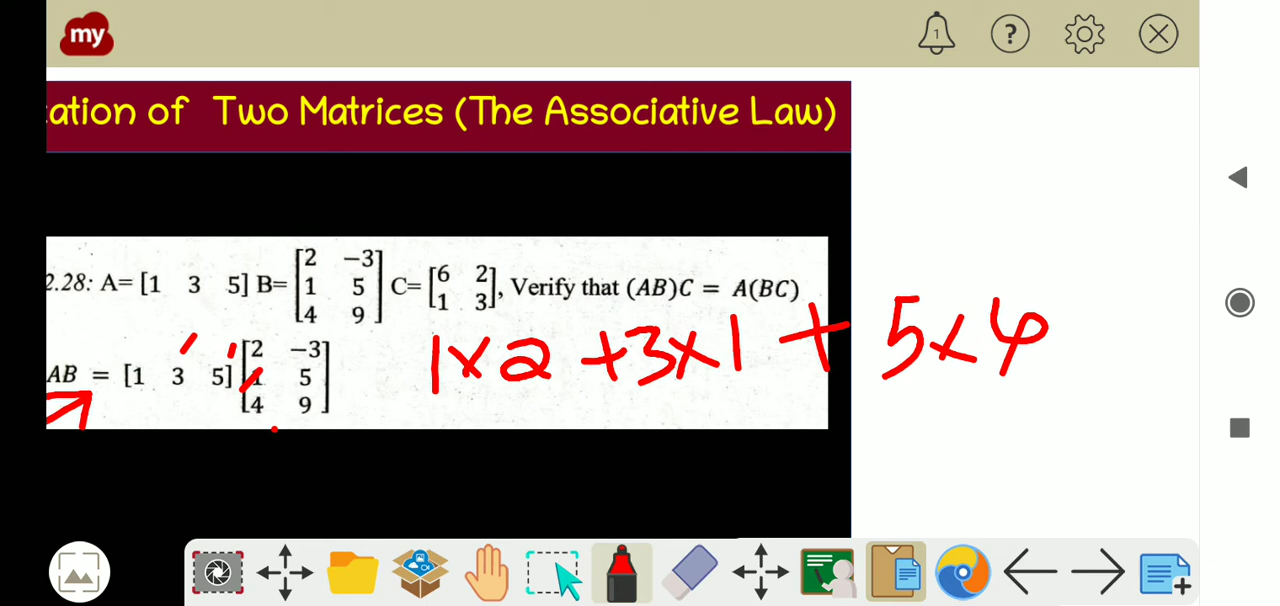 my
1
?
ation of Two Matrices (The Associative Law)
2.28: A= [1 3 5] B= [2 -3 1 5 4 9] C= [6 2 1 3], Verify that (AB)C = A(BC)
AB = [1 3 5] [2 -3 1 5 4 9]
1 x 2 + 3 x 1 + 5 x 4